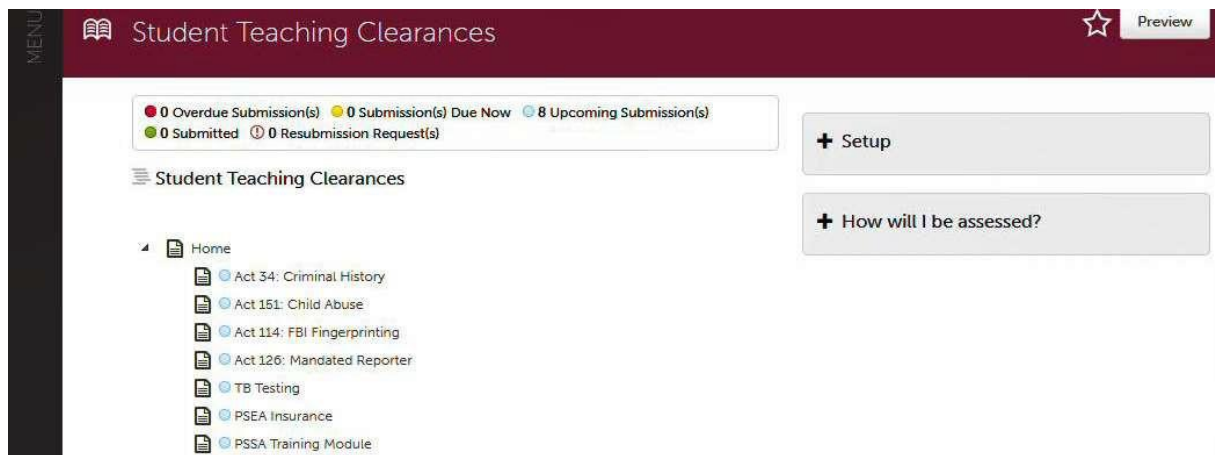 MENU
Student Teaching Clearances
Preview
0 Overdue Submission(s) 0 Submission(s) Due Now 8 Upcoming Submission(s)
0 Submitted 0 Resubmission Request(s)
Setup
Student Teaching Clearances
How will I be assessed?
Home
Act 34: Criminal History
Act 151: Child Abuse
Act 114: FBI Fingerprinting
Act 126: Mandated Reporter
TB Testing
PSEA Insurance
PSSA Training Module